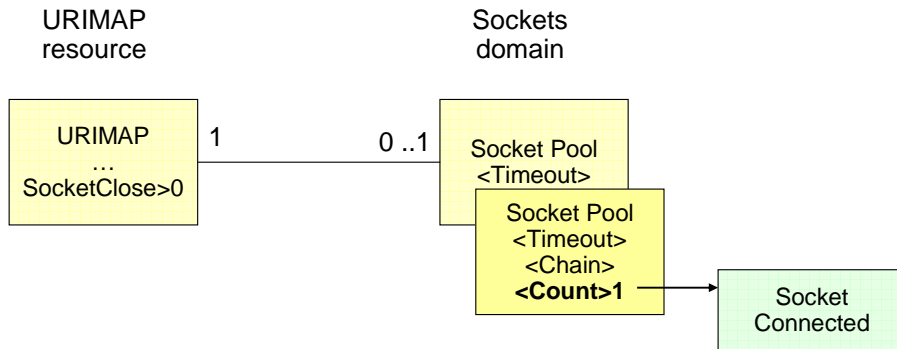 URIMAP
resource
Sockets
domain
URIMAP
…
SocketClose>0
1
0 ..1
Socket Pool
<Timeout>
Socket Pool
<Timeout>
<Chain>
<Count>1
Socket
Connected